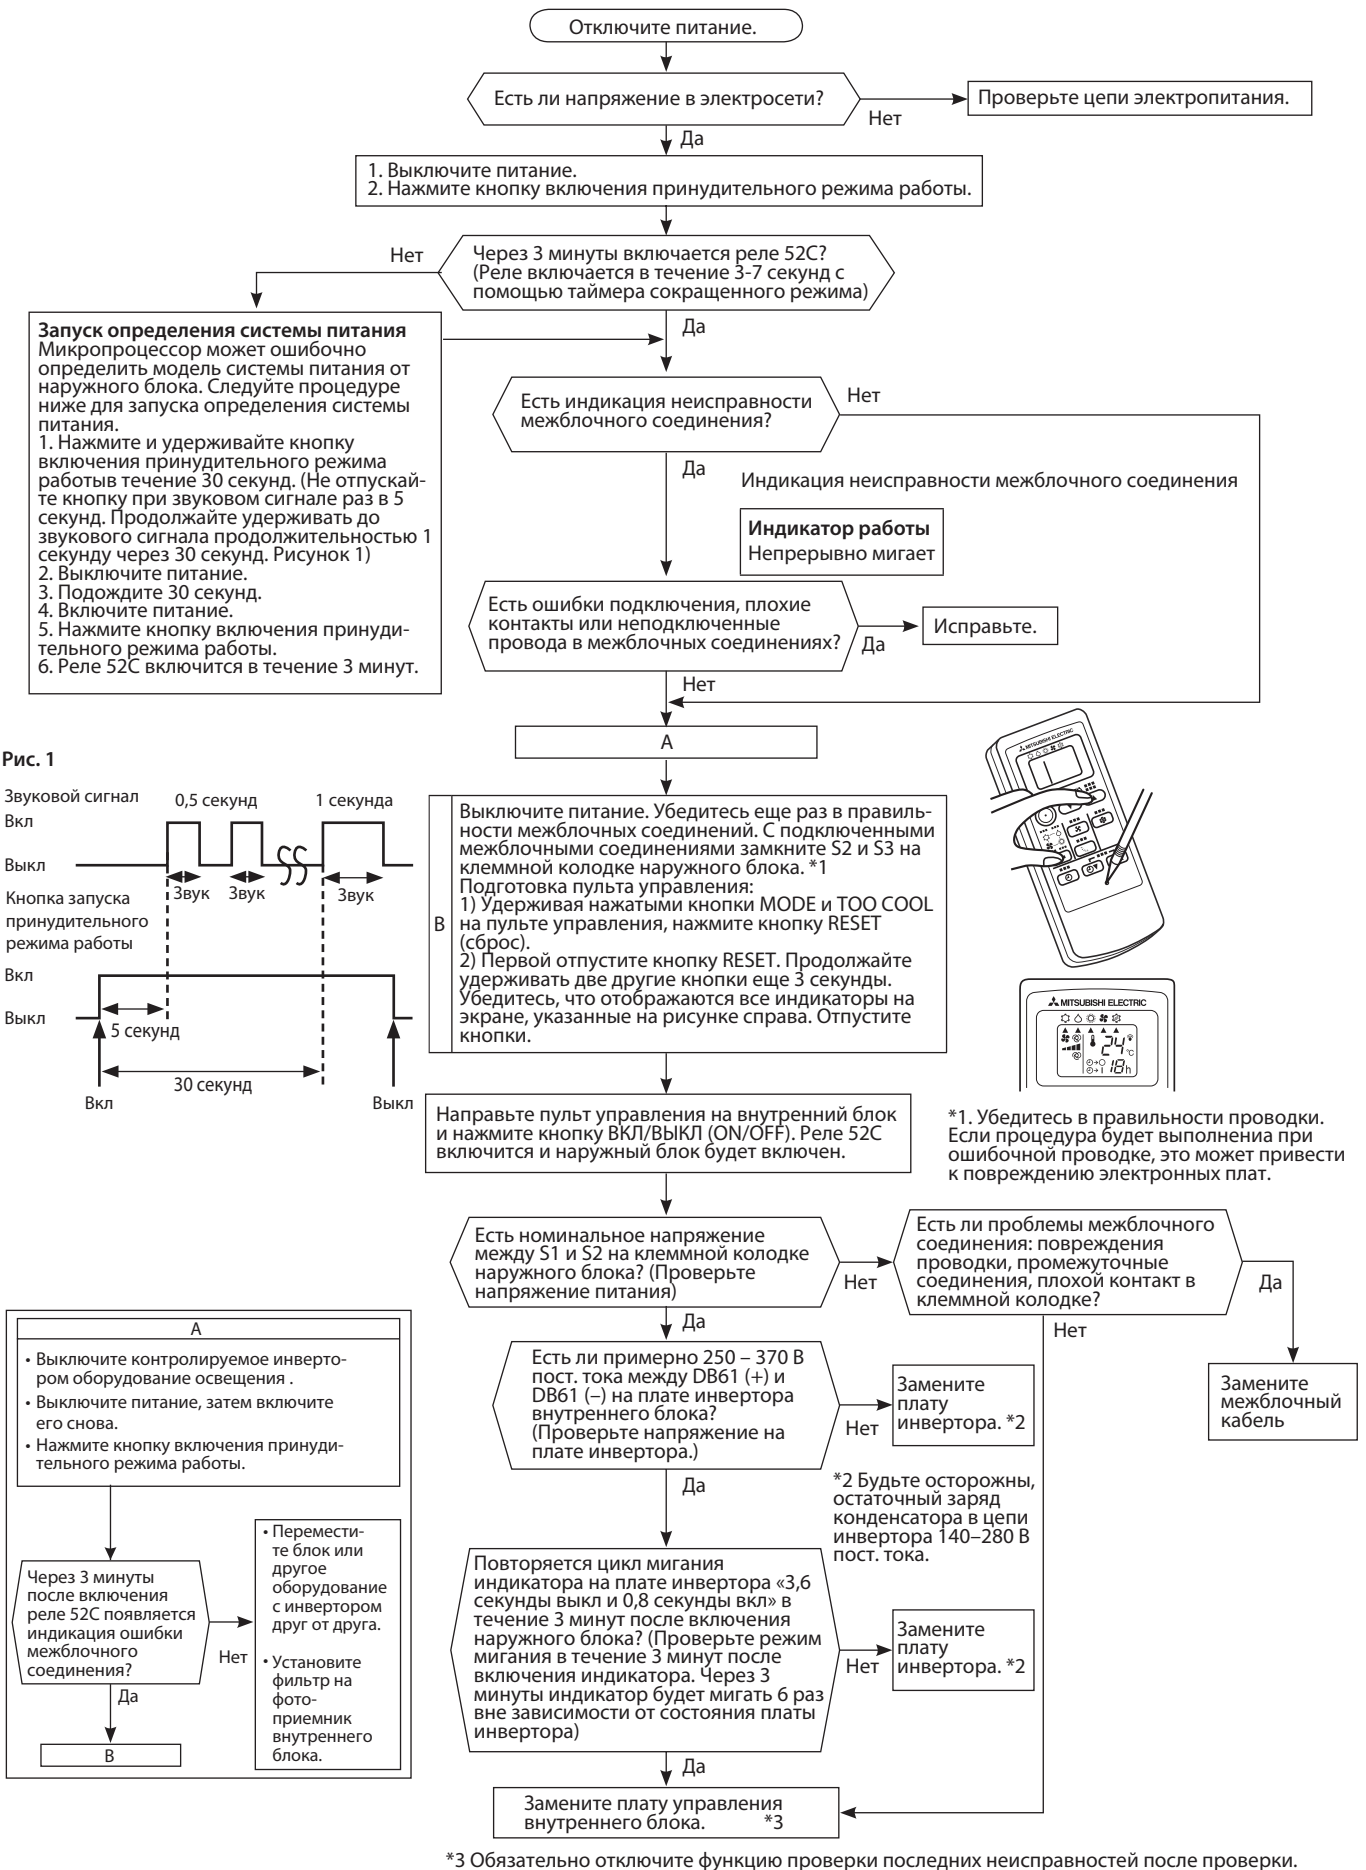 Отключите питание.
Есть ли напряжение в электросети?
Нет
Проверьте цепи электропитания.
Да
1. Выключите питание.
2. Нажмите кнопку включения принудительного режима работы.
Нет
Через 3 минуты включается реле 52C?
(Реле включается в течение 3-7 секунд с
помощью таймера сокращенного режима)
Да
Запуск определения системы питания
Микропроцессор может ошибочно
определить модель системы питания от
наружного блока. Следуйте процедуре
ниже для запуска определения системы
питания.
1. Нажмите и удерживайте кнопку
включения принудительного режима
работыв течение 30 секунд. (Не отпускай-
те кнопку при звуковом сигнале раз в 5
секунд. Продолжайте удерживать до
звукового сигнала продолжительностью 1
секунду через 30 секунд. Рисунок 1)
2. Выключите питание.
3. Подождите 30 секунд.
4. Включите питание.
5. Нажмите кнопку включения принуди-
тельного режима работы.
6. Реле 52C включится в течение 3 минут.
Есть индикация неисправности
межблочного соединения?
Нет
Да
Индикация неисправности межблочного соединения
Индикатор работы
Непрерывно мигает
Есть ошибки подключения, плохие
контакты или неподключенные
провода в межблочных соединениях?
Да
Исправьте.
Нет
A
Рис. 1
Звуковой сигнал
0,5 секунд
1 секунда
Вкл
Выкл
Звук
Звук
Звук
Кнопка запуска
принудительного
режима работы
Вкл
Выкл
5 секунд
30 секунд
Вкл
Выкл
B
Выключите питание. Убедитесь еще раз в правиль-
ности межблочных соединений. С подключенными
межблочными соединениями замкните S2 и S3 на
клеммной колодке наружного блока. *1
Подготовка пульта управления:
1) Удерживая нажатыми кнопки MODE и TOO COOL
на пульте управления, нажмите кнопку RESET
(сброс).
2) Первой отпустите кнопку RESET. Продолжайте
удерживать две другие кнопки еще 3 секунды.
Убедитесь, что отображаются все индикаторы на
экране, указанные на рисунке справа. Отпустите
кнопки.
MITSUBISHI ELECTRIC
MITSUBISHI ELECTRIC
24 °C
18 h
*1. Убедитесь в правильности проводки.
Если процедура будет выполнениа при
ошибочной проводке, это может привести
к повреждению электронных плат.
Направьте пульт управления на внутренний блок
и нажмите кнопку ВКЛ/ВЫКЛ (ON/OFF). Реле 52C
включится и наружный блок будет включен.
Есть номинальное напряжение
между S1 и S2 на клеммной колодке
наружного блока? (Проверьте
напряжение питания)
Нет
Есть ли проблемы межблочного
соединения: повреждения
проводки, промежуточные
соединения, плохой контакт в
клеммной колодке?
Да
Нет
Замените
межблочный
кабель
Да
Есть ли примерно 250 – 370 В
пост. тока между DB61 (+) и
DB61 (–) на плате инвертора
внутреннего блока?
(Проверьте напряжение на
плате инвертора.)
Нет
Замените
плату
инвертора. *2
Да
*2 Будьте осторожны,
остаточный заряд
конденсатора в цепи
инвертора 140–280 В
пост. тока.
Повторяется цикл мигания
индикатора на плате инвертора «3,6
секунды выкл и 0,8 секунды вкл» в
течение 3 минут после включения
наружного блока? (Проверьте режим
мигания в течение 3 минут после
включения индикатора. Через 3
минуты индикатор будет мигать 6 раз
вне зависимости от состояния платы
инвертора)
Нет
Замените
плату
инвертора. *2
Да
Замените плату управления
внутреннего блока. *3
A
• Выключите контролируемое инверто-
ром оборудование освещения .
• Выключите питание, затем включите
его снова.
• Нажмите кнопку включения принуди-
тельного режима работы.
Через 3 минуты
после включения
реле 52C появляется
индикация ошибки
межблочного
соединения?
Нет
• Перемести-
те блок или
другое
оборудование
с инвертором
друг от друга.
• Установите
фильтр на
фото-
приемник
внутреннего
блока.
Да
B
*3 Обязательно отключите функцию проверки последних неисправностей после проверки.